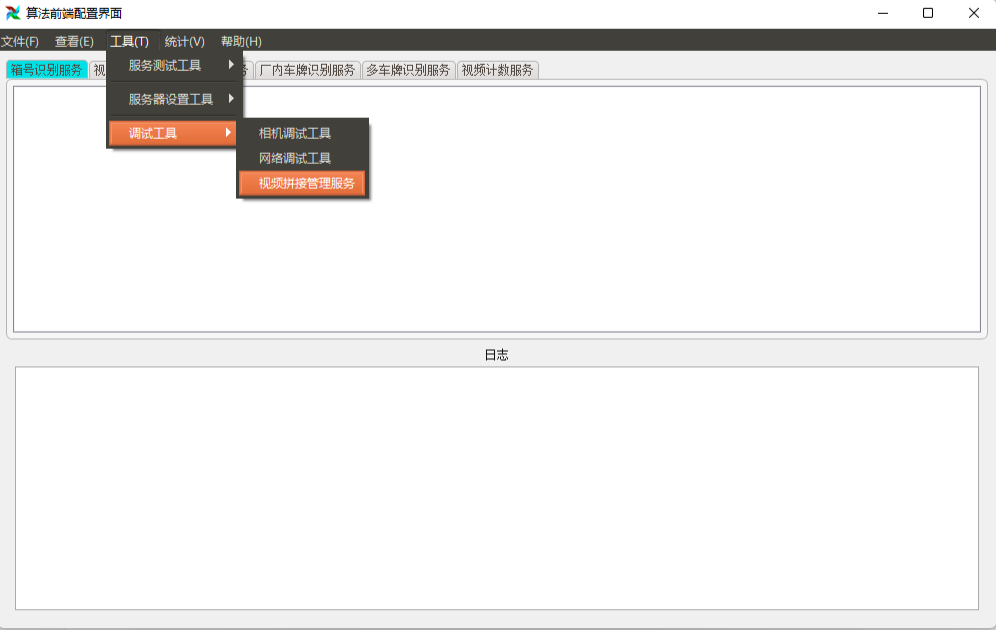 算法前端配置界面
文件(F) 查看(E) 工具(T) 统计(V) 帮助(H)
箱号识别服务 视 厂内车牌识别服务 多车牌识别服务 视频计数服务
服务测试工具
服务器设置工具
调试工具
相机调试工具
网络调试工具
视频拼接管理服务
日志